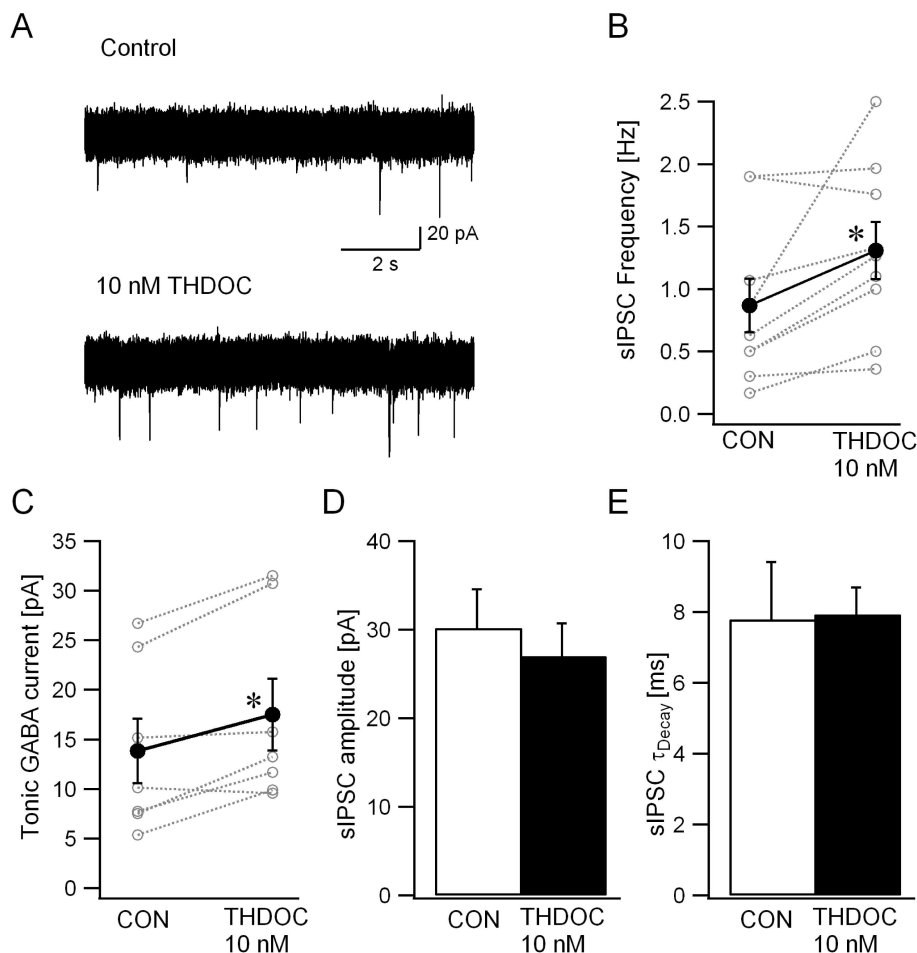 A
Control
20 pA
2 s
10 nM THDOC
B
sIPSC Frequency [Hz]
2.5
2.0
1.5
1.0
0.5
0.0
*
CON
THDOC
10 nM
C
Tonic GABA current [pA]
35
30
25
20
15
10
5
0
*
CON
THDOC
10 nM
D
sIPSC amplitude [pA]
40
30
20
10
0
CON
THDOC
10 nM
E
sIPSC τDecay [ms]
10
8
6
4
2
0
CON
THDOC
10 nM